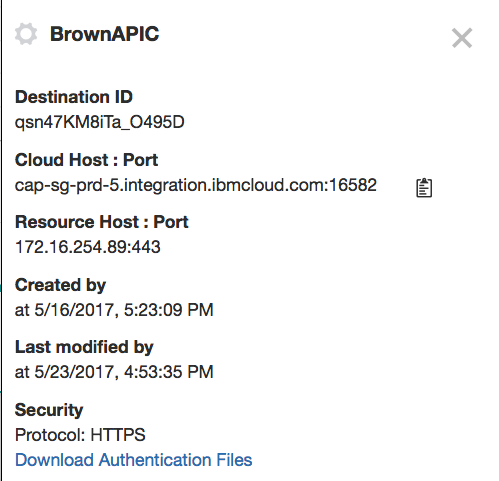 BrownAPIC
Destination ID
qsn47KM8iTa_O495D
Cloud Host : Port
cap-sg-prd-5.integration.ibmcloud.com:16582
Resource Host : Port
172.16.254.89:443
Created by
at 5/16/2017, 5:23:09 PM
Last modified by
at 5/23/2017, 4:53:35 PM
Security
Protocol: HTTPS
Download Authentication Files